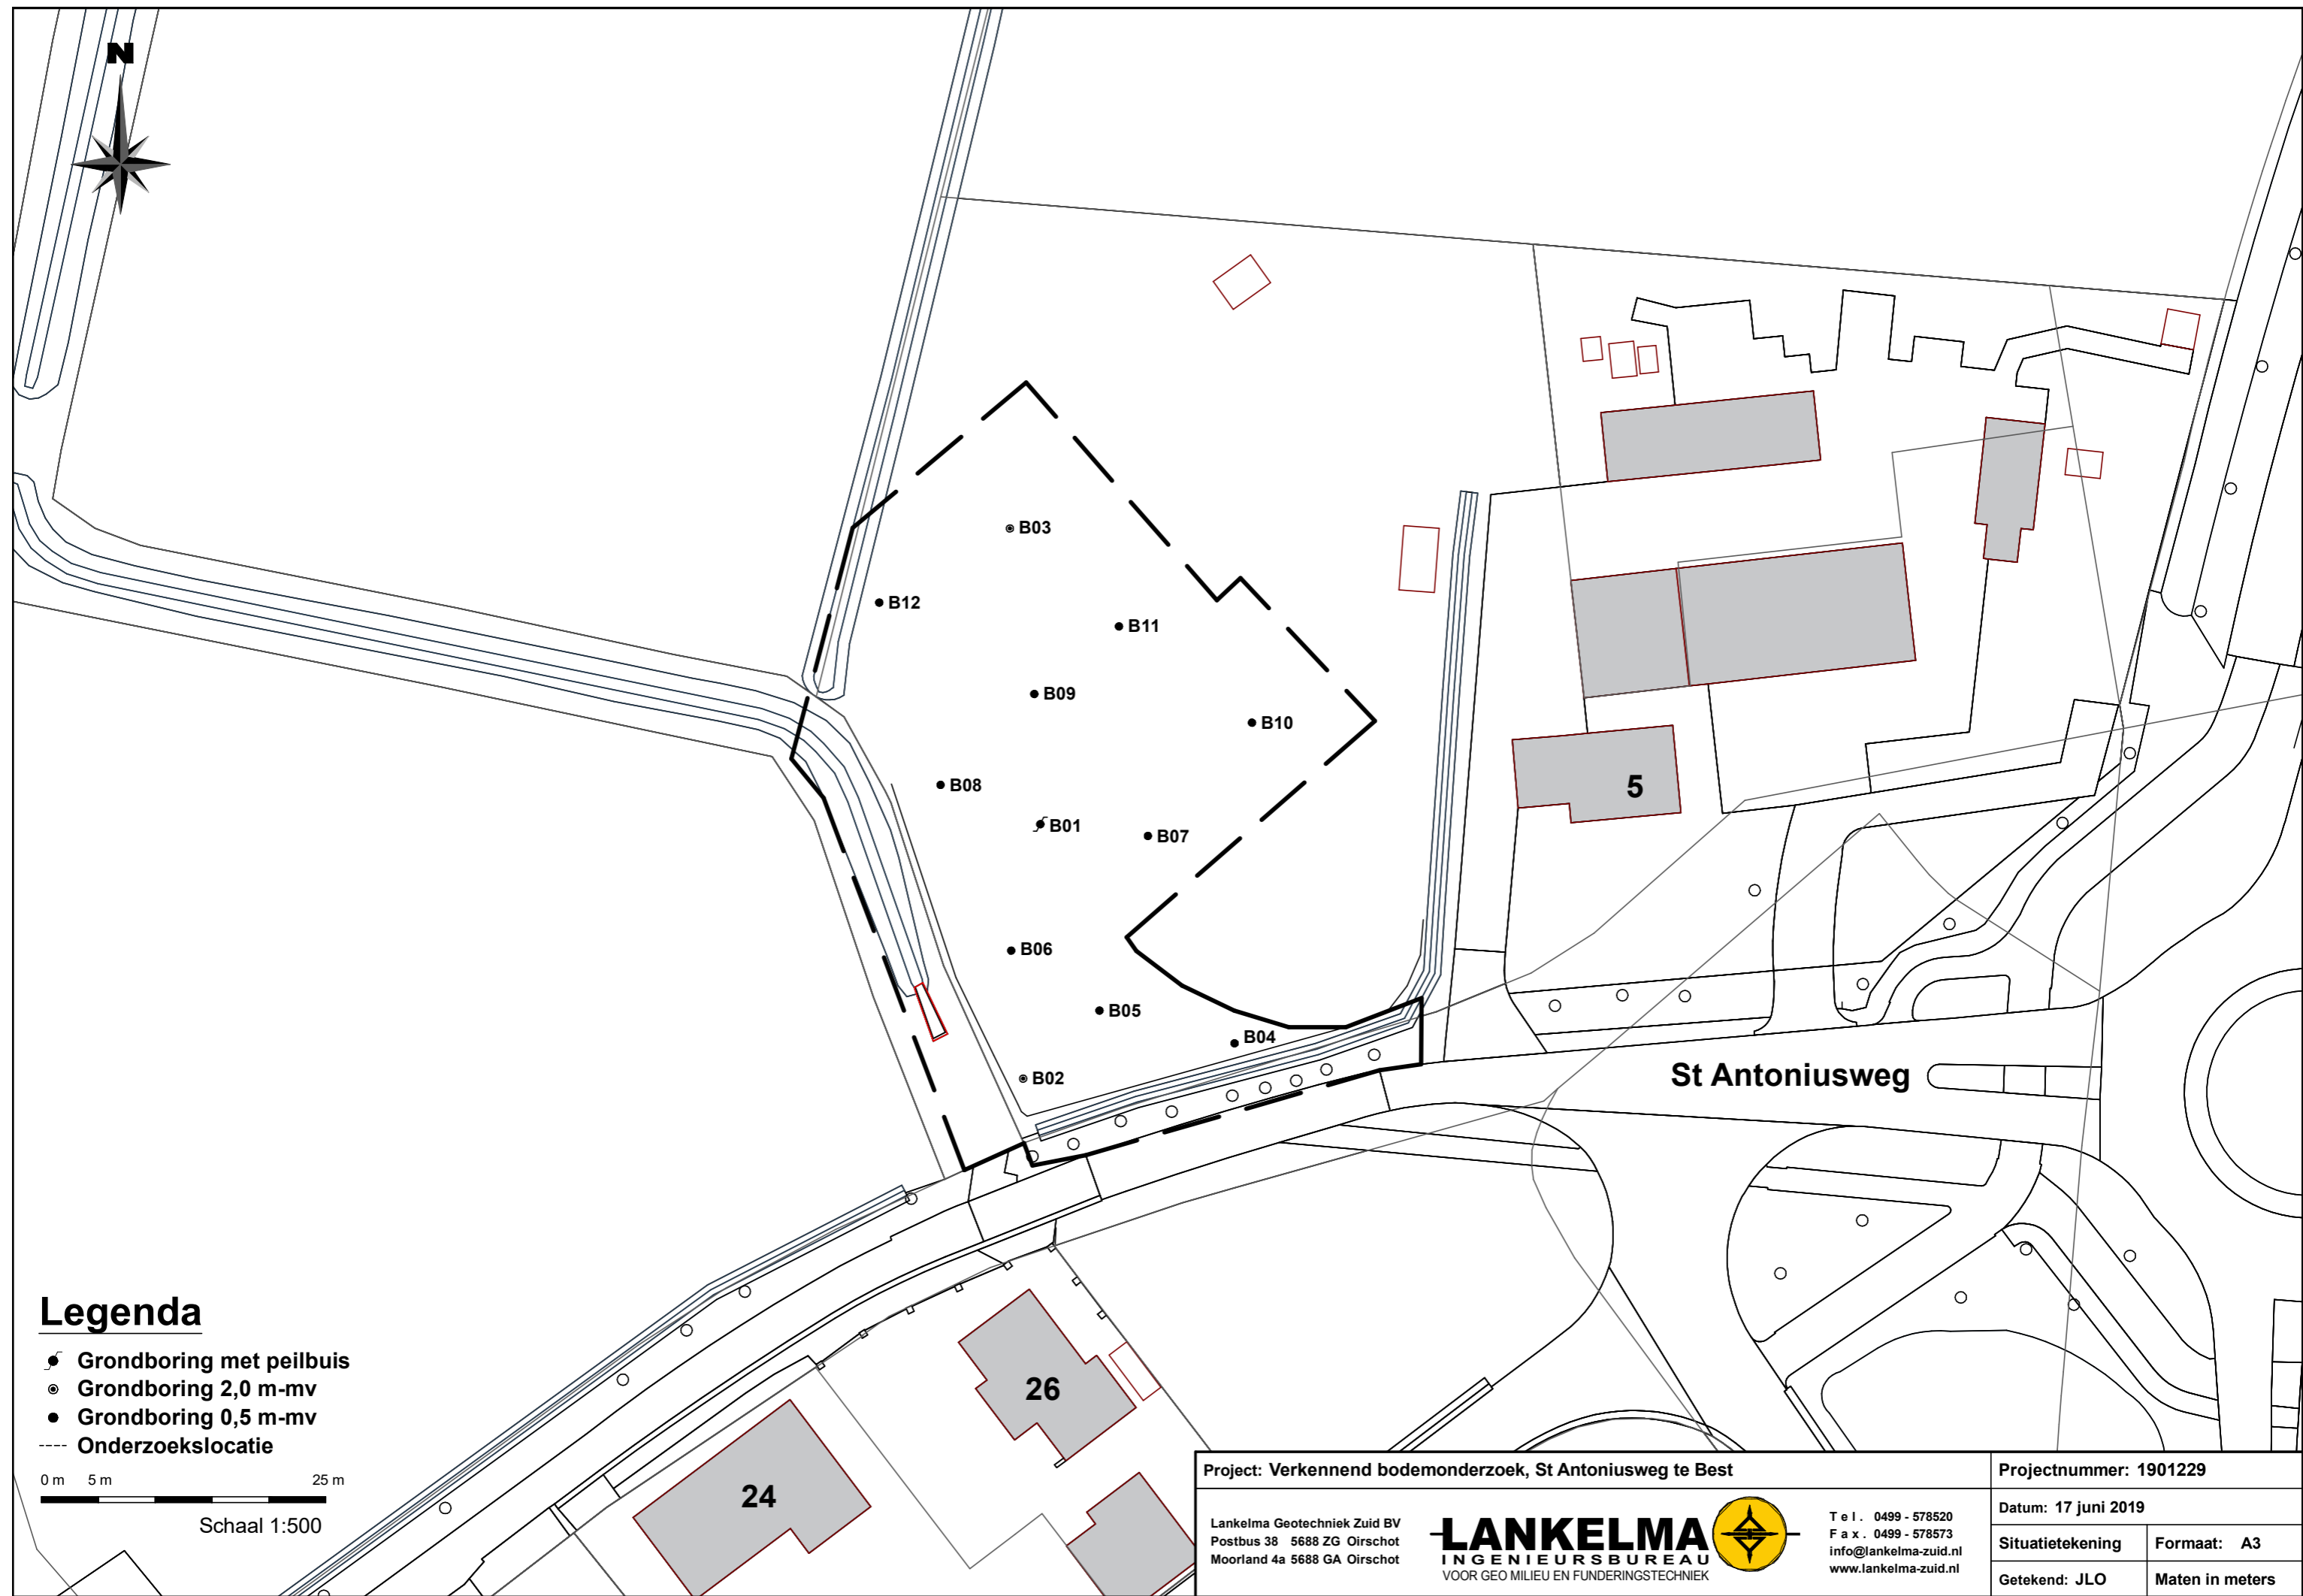 N
B03
B12
B11
B09
B10
B08
B01
B07
B06
B05
B04
B02
5
St Antoniusweg
26
24
Legenda
Grondboring met peilbuis
Grondboring 2,0 m-mv
Grondboring 0,5 m-mv
Onderzoekslocatie
0 m 5 m 25 m
Schaal 1:500
Project: Verkennend bodemonderzoek, St Antoniusweg te Best
Lankelma Geotechniek Zuid BV
Postbus 38 5688 ZG Oirschot
Moorland 4a 5688 GA Oirschot
LANKELMA
INGENIEURSBUREAU
VOOR GEO MILIEU EN FUNDERINGSTECHNIEK
Tel. 0499 - 578520
Fax. 0499 - 578573
info@lankelma-zuid.nl
www.lankelma-zuid.nl
Projectnummer: 1901229
Datum: 17 juni 2019
Situatietekening Formaat: A3
Getekend: JLO Maten in meters